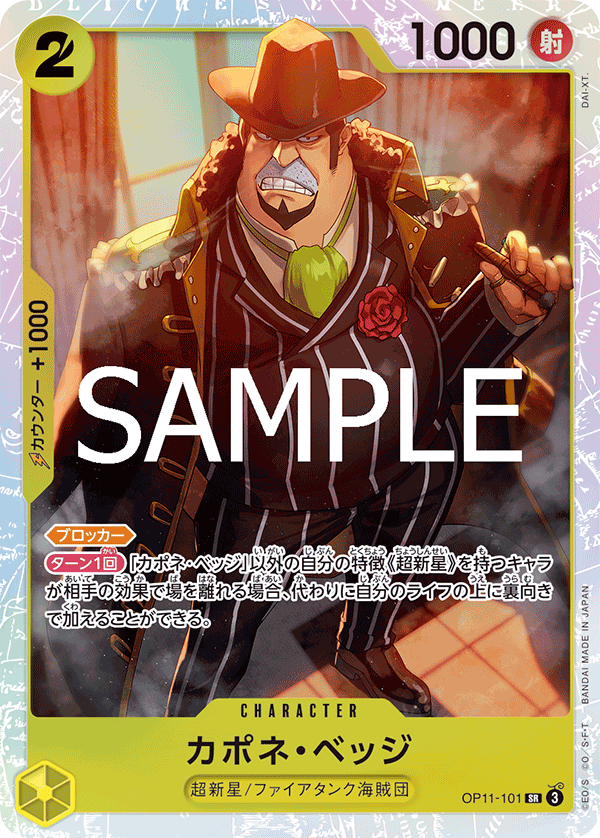 2
1000
射
DAI-XT.
カウンター +1000
SAMPLE
ブロッカー
ターン1回 「カポネ・ベッジ」以外の自分の特徴《超新星》を持つキャラ
が相手の効果で場を離れる場合、代わりに自分のライフの上に裏向き
で加えることができる。
CHARACTER
カポネ・ベッジ
超新星/ファイアタンク海賊団
OP11-101 SR 3
©E.O/S ©O/S・F・T BANDAI MADE IN JAPAN